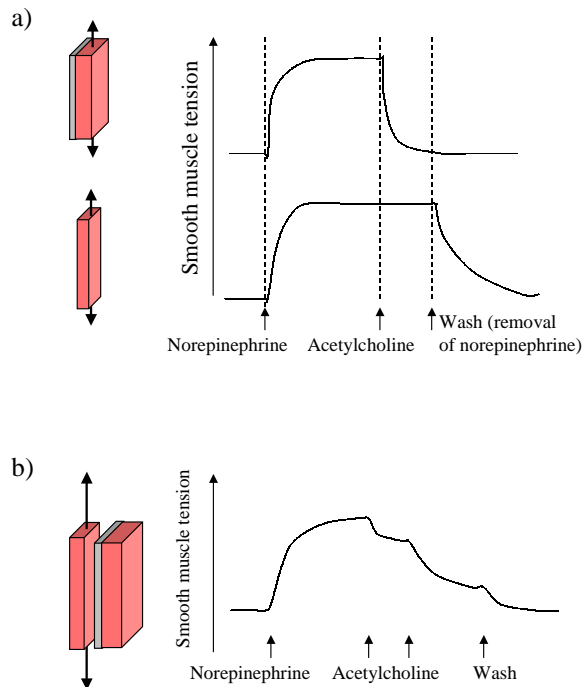 a)
Smooth muscle tension
Norepinephrine
Acetylcholine
Wash (removal
of norepinephrine)
b)
Smooth muscle tension
Norepinephrine
Acetylcholine
Wash